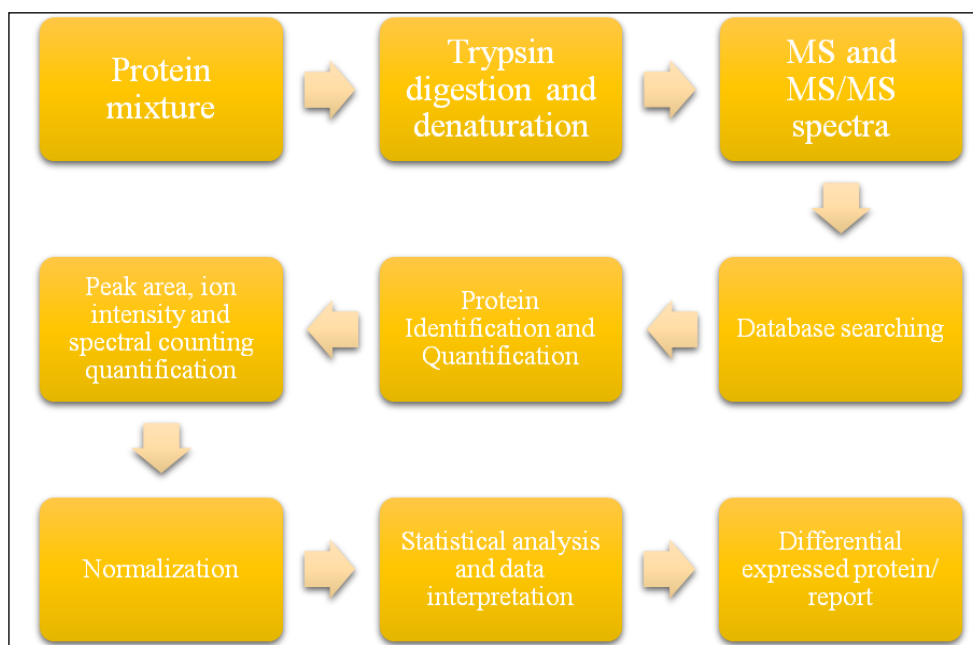 Protein
mixture
Trypsin
digestion and
denaturation
MS and
MS/MS
spectra
Database searching
Protein
Identification and
Quantification
Peak area, ion
intensity and
spectral counting
quantification
Normalization
Statistical analysis
and data
interpretation
Differential
expressed protein/
report